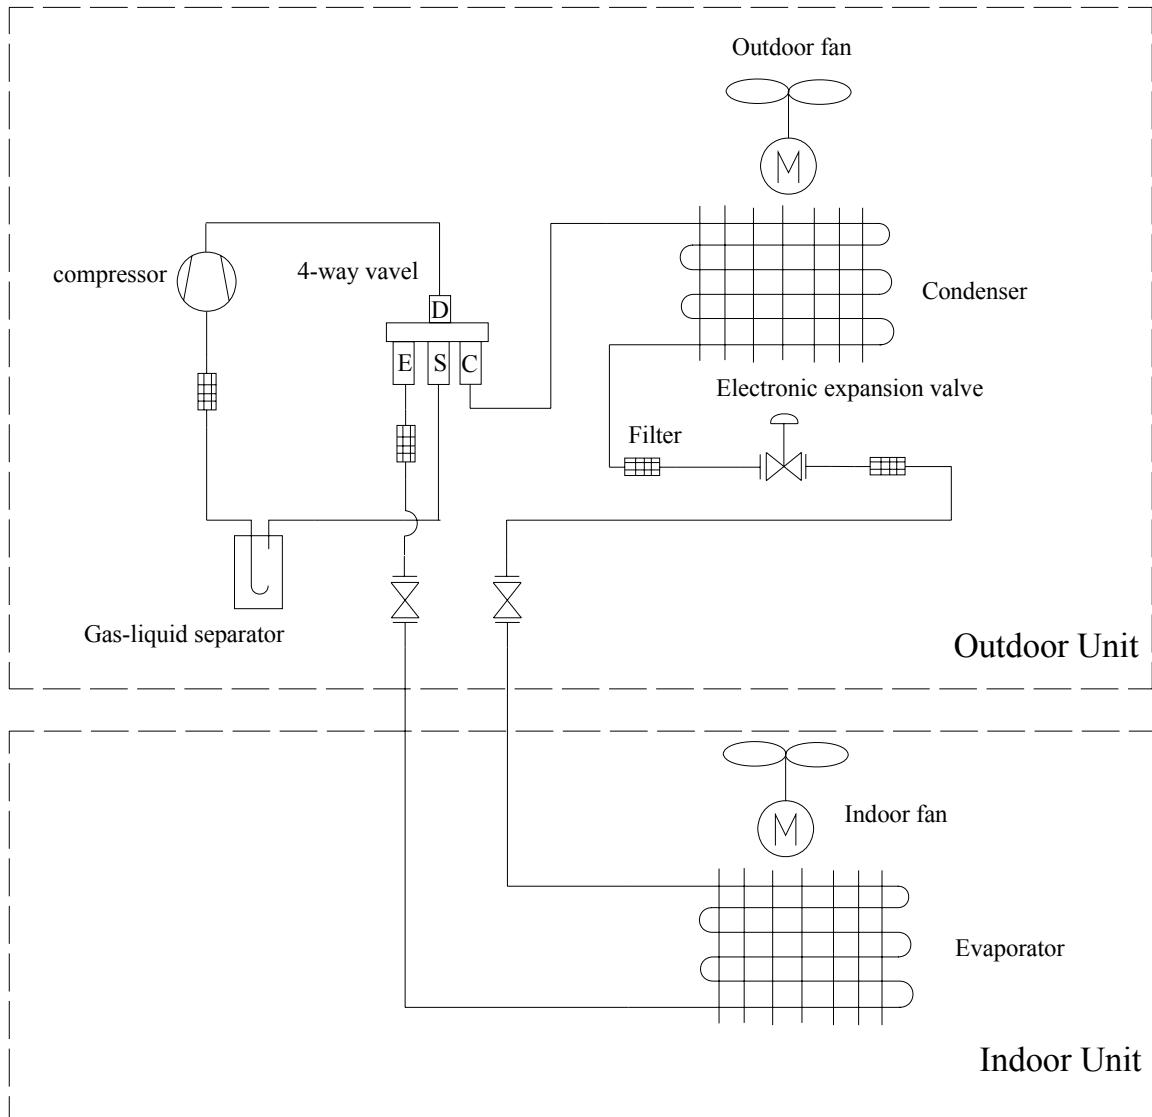 Outdoor fan
M
compressor
4-way vavel
D
E S C
Condenser
Electronic expansion valve
Filter
Gas-liquid separator
Outdoor Unit
M
Indoor fan
Evaporator
Indoor Unit